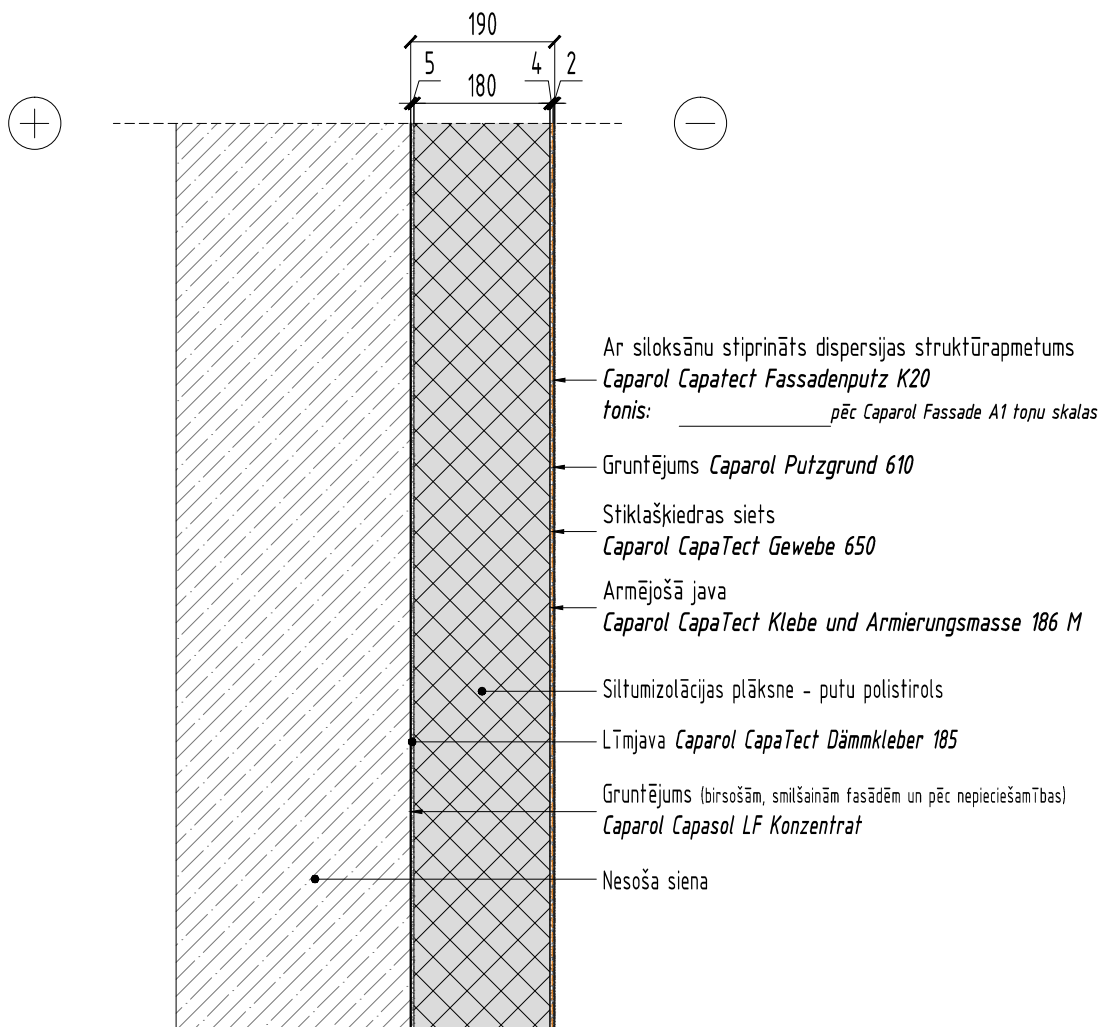 190
5
4
2
180
+
−
Ar siloksānu stiprināts dispersijas struktūrapmetums
Caparol Capatect Fassadenputz K20
tonis: ____________ pēc Caparol Fassade A1 toņu skalas
Gruntējums Caparol Putzgrund 610
Stiklašķiedras siets
Caparol CapaTect Gewebe 650
Armējošā java
Caparol CapaTect Klebe und Armierungsmasse 186 M
Siltumizolācijas plāksne - putu polistirols
Līmjava Caparol CapaTect Dämmkleber 185
Gruntējums (birsošām, smilšainām fasādēm un pēc nepieciešamības)
Caparol Capasol LF Konzentrat
Nesoša siena